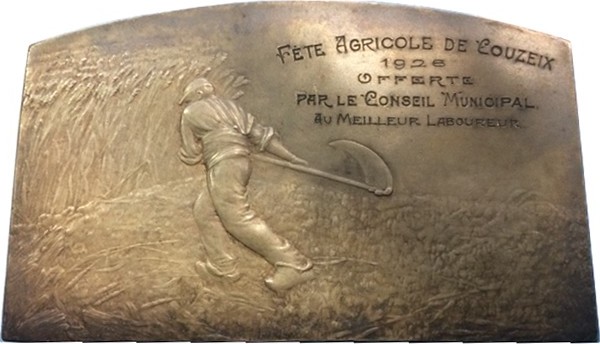 FÊTE AGRICOLE DE COUZEIX
1926
OFFERTE
PAR LE CONSEIL MUNICIPAL
AU MEILLEUR LABOUREUR